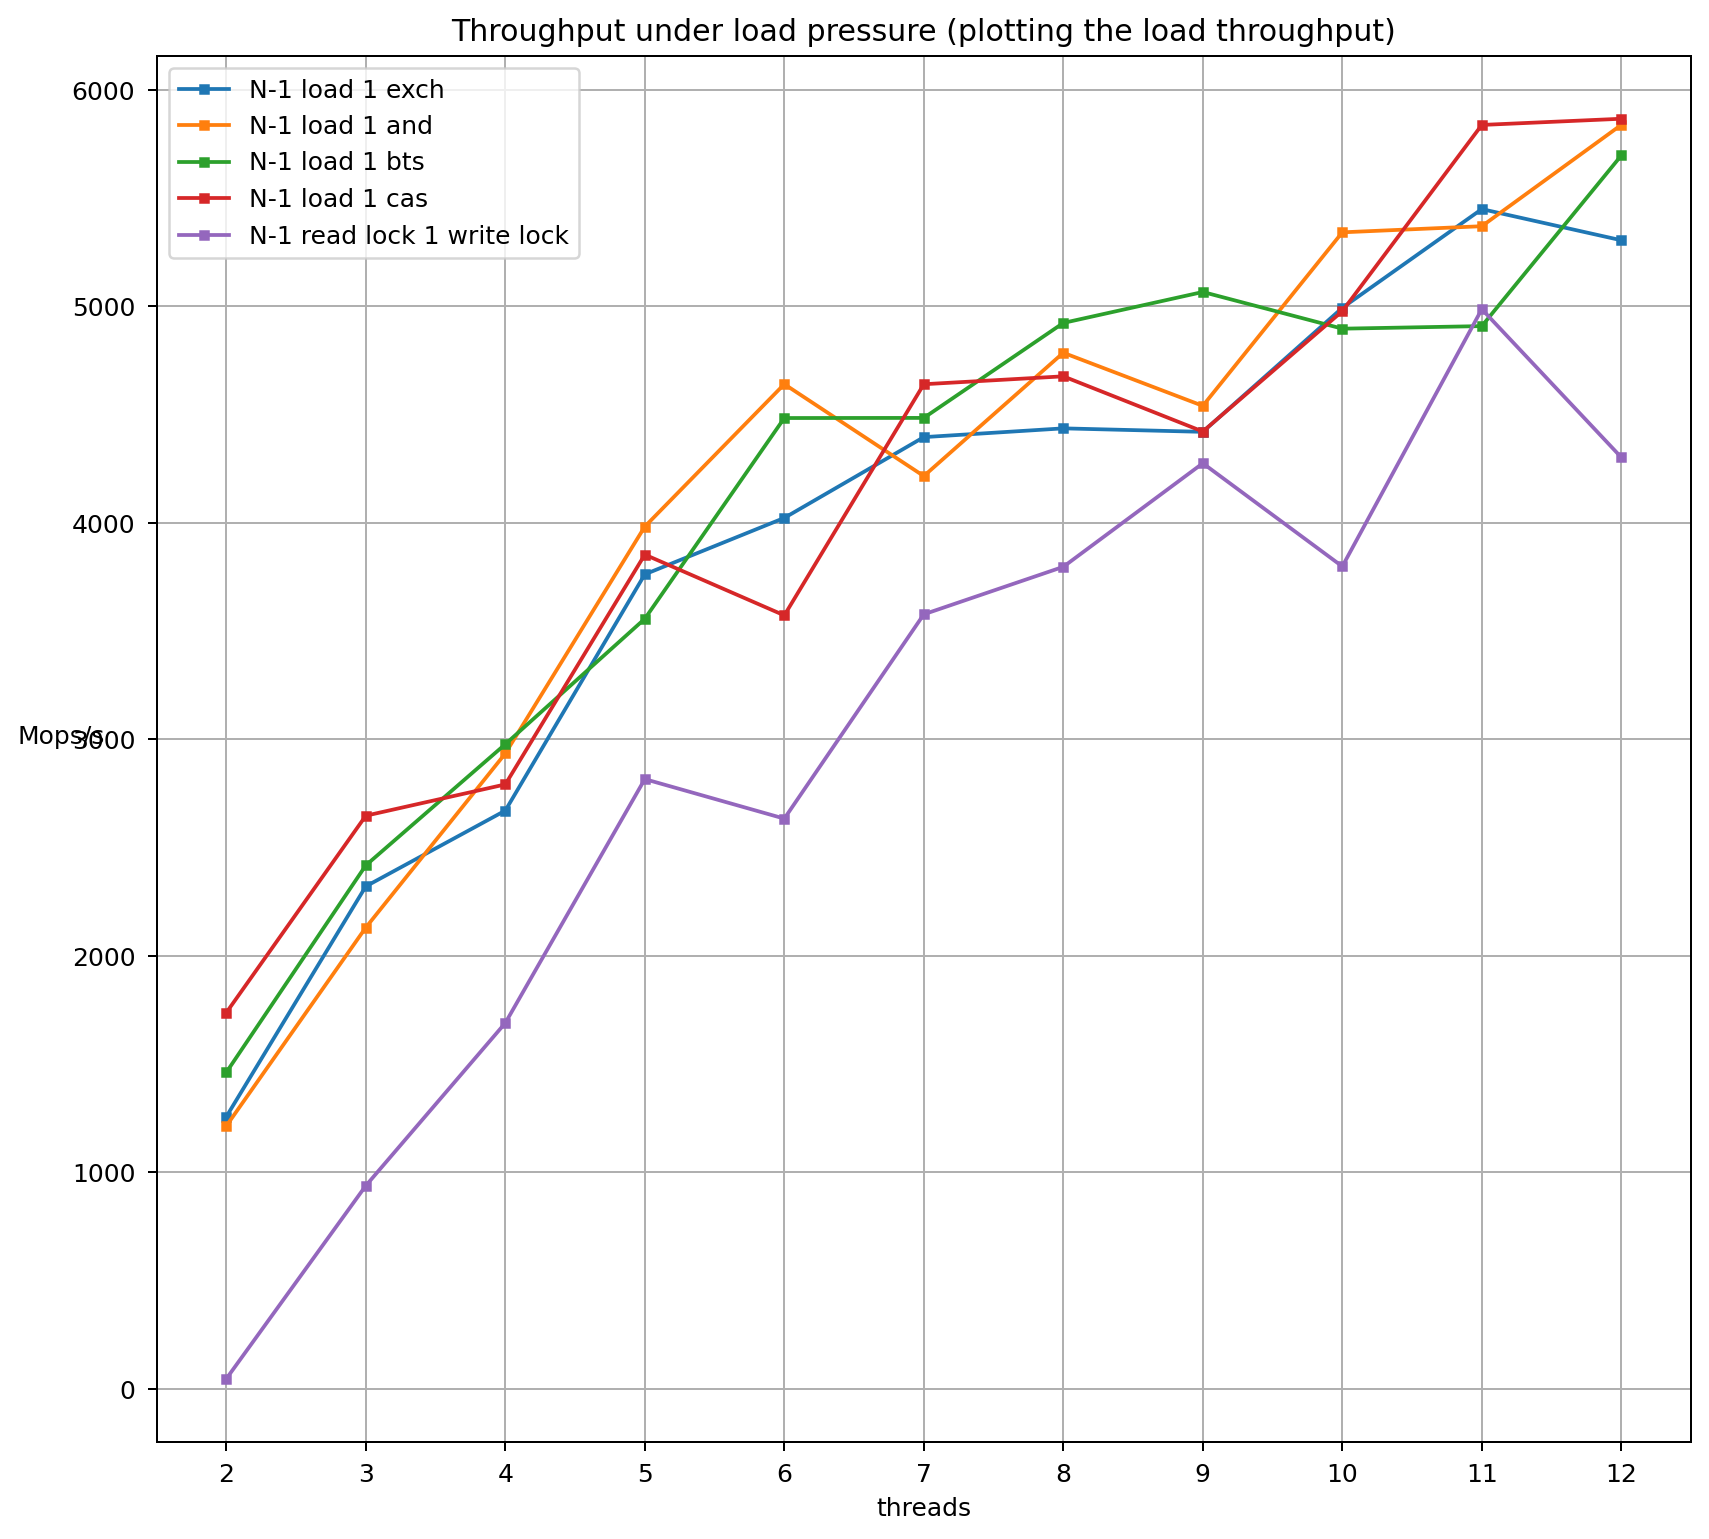 Throughput under load pressure (plotting the load throughput)
N-1 load 1 exch
N-1 load 1 and
N-1 load 1 bts
N-1 load 1 cas
N-1 read lock 1 write lock
6000
5000
4000
Mops/s
3000
2000
1000
0
2 3 4 5 6 7 8 9 10 11 12
threads